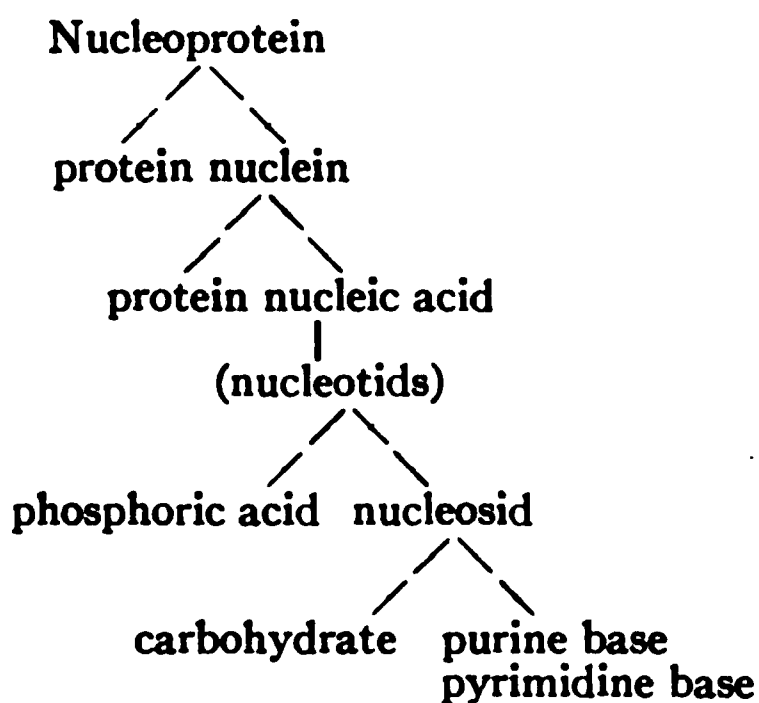 Nucleoprotein
protein nuclein
protein nucleic acid
(nucleotids)
phosphoric acid nucleosid
carbohydrate purine base
pyrimidine base